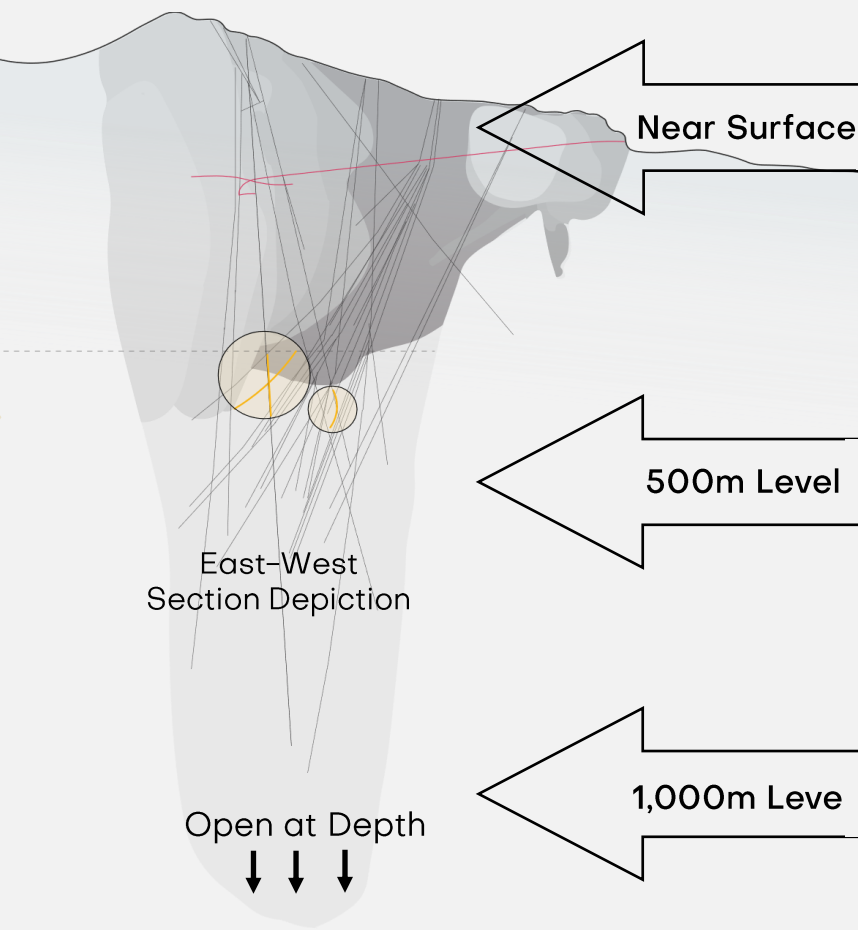 Near Surface
500m Level
East-West
Section Depiction
1,000m Leve
Open at Depth